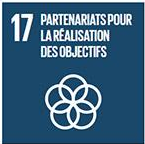 17 PARTENARIATS POUR
LA RÉALISATION
DES OBJECTIFS